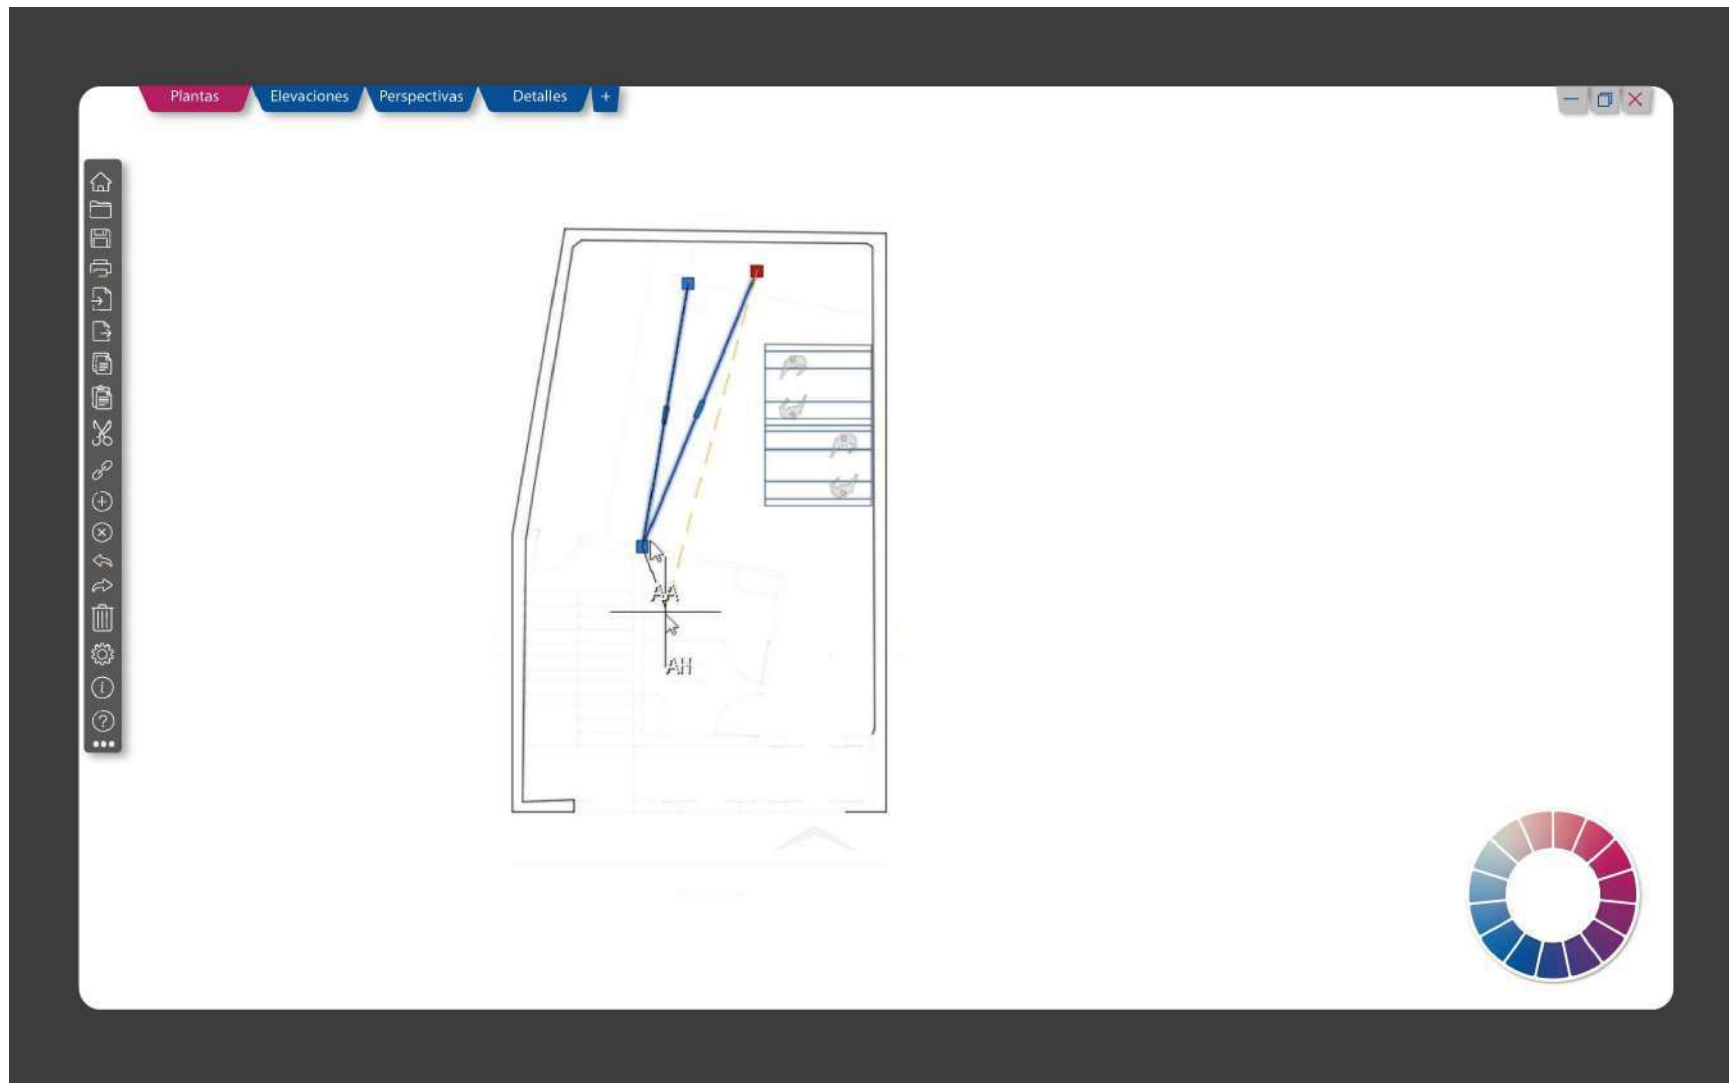 Plantas
Elevaciones
Perspectivas
Detalles
+
AA
AH